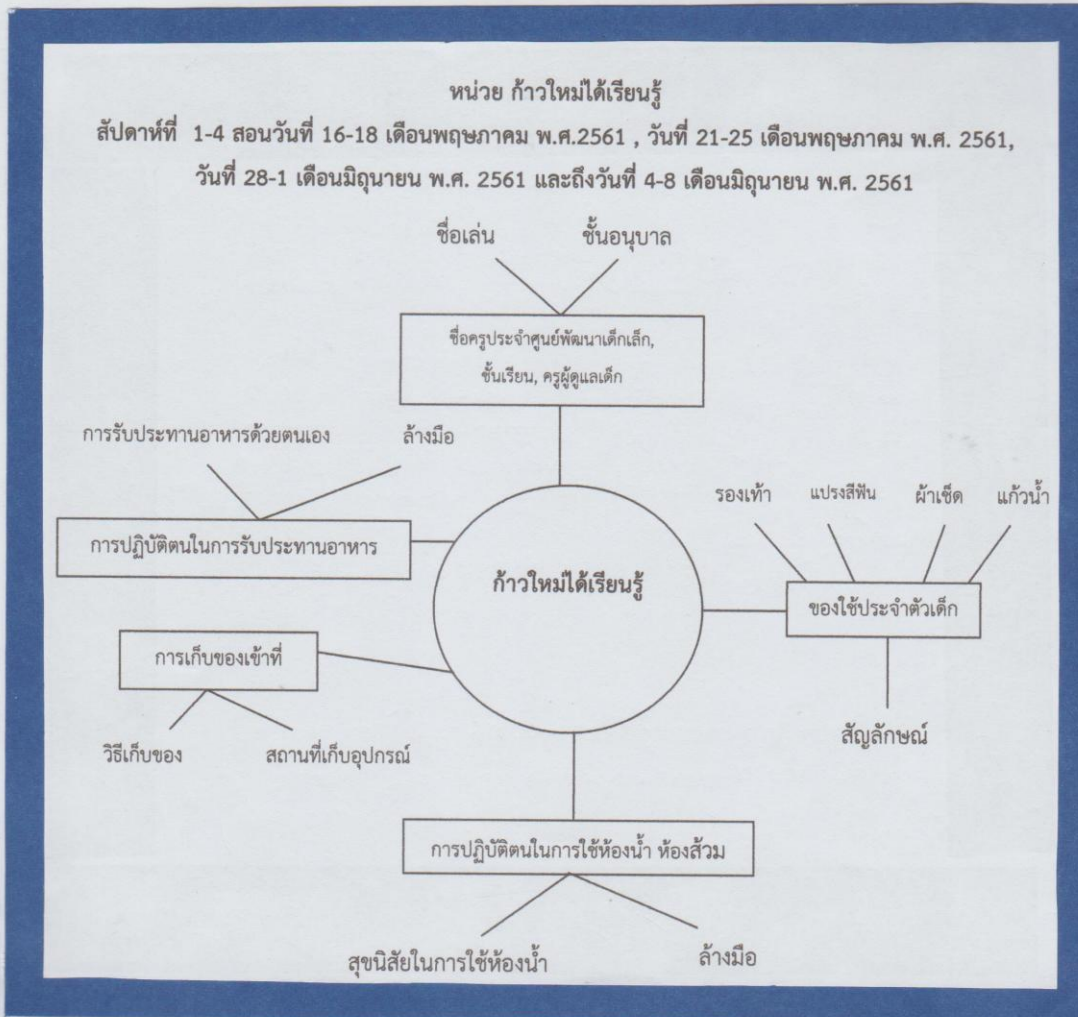 หน่วย ก้าวใหม่ได้เรียนรู้
สัปดาห์ที่ 1-4 สอนวันที่ 16-18 เดือนพฤษภาคม พ.ศ.2561 , วันที่ 21-25 เดือนพฤษภาคม พ.ศ. 2561,
วันที่ 28-1 เดือนมิถุนายน พ.ศ. 2561 และถึงวันที่ 4-8 เดือนมิถุนายน พ.ศ. 2561
ชื่อเล่น ชั้นอนุบาล
ชื่อครูประจำศูนย์พัฒนาเด็กเล็ก,
ชั้นเรียน, ครูผู้ดูแลเด็ก
การรับประทานอาหารด้วยตนเอง ล้างมือ
รองเท้า แปรงสีฟัน ผ้าเช็ด แก้วน้ำ
การปฏิบัติตนในการรับประทานอาหาร
ก้าวใหม่ได้เรียนรู้
ของใช้ประจำตัวเด็ก
การเก็บของเข้าที่
วิธีเก็บของ สถานที่เก็บอุปกรณ์
สัญลักษณ์
การปฏิบัติตนในการใช้ห้องน้ำ ห้องส้วม
สุขนิสัยในการใช้ห้องน้ำ ล้างมือ